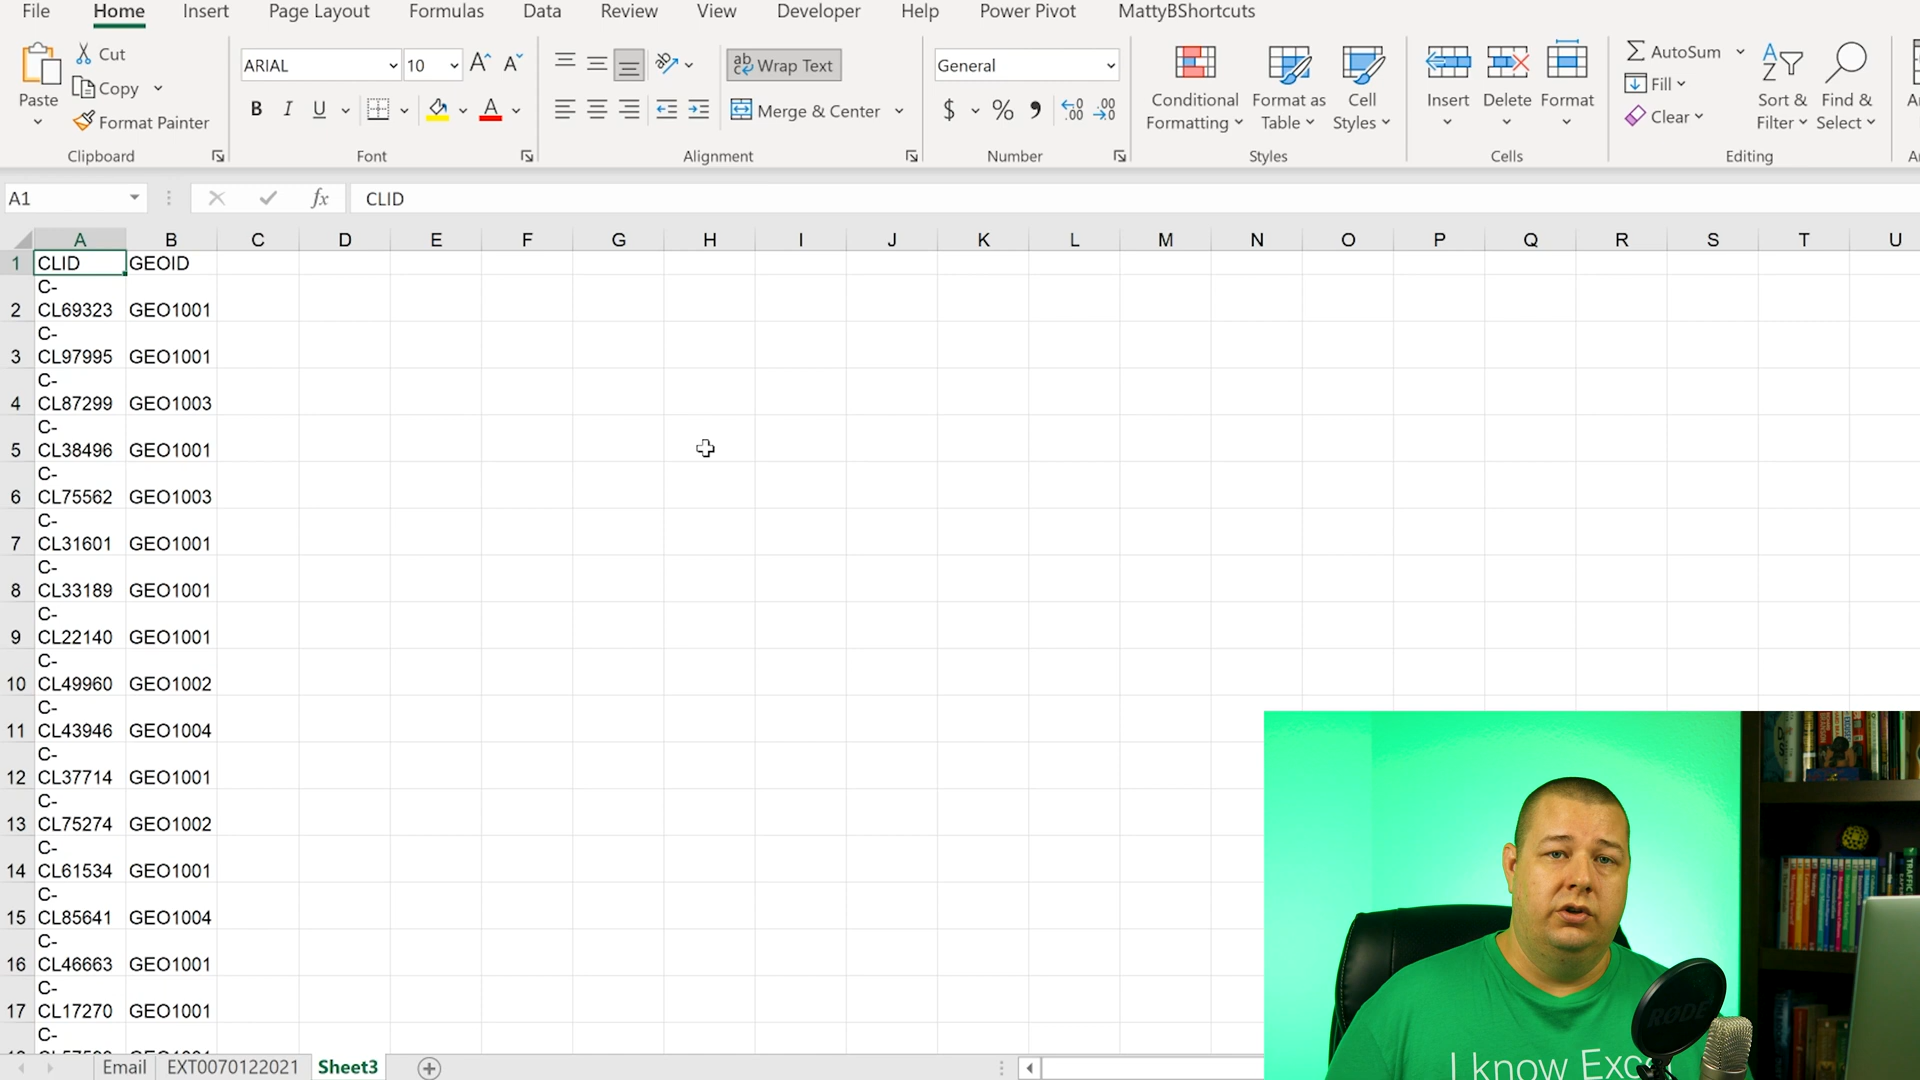 File Home Insert Page Layout Formulas Data Review View Developer Help Power Pivot MattyBShortcuts
Paste
Cut
Copy
Format Painter
Clipboard
ARIAL 10
B I U
Font
Wrap Text
Merge & Center
Alignment
General
$ % 9
Number
Conditional Formatting
Format as Table
Cell Styles
Styles
Insert Delete Format
Cells
AutoSum
Fill
Clear
Sort & Filter
Find & Select
Editing
A1 fx CLID
A B C D E F G H I J K L M N O P Q R S T U
1 CLID GEOID
C-
2 CL69323 GEO1001
C-
3 CL97995 GEO1001
C-
4 CL87299 GEO1003
C-
5 CL38496 GEO1001
C-
6 CL75562 GEO1003
C-
7 CL31601 GEO1001
C-
8 CL33189 GEO1001
C-
9 CL22140 GEO1001
C-
10 CL49960 GEO1002
C-
11 CL43946 GEO1004
C-
12 CL37714 GEO1001
C-
13 CL75274 GEO1002
C-
14 CL61534 GEO1001
C-
15 CL85641 GEO1004
C-
16 CL46663 GEO1001
C-
17 CL17270 GEO1001
C-
Email EXT0070122021 Sheet3
RODE
I know Excel